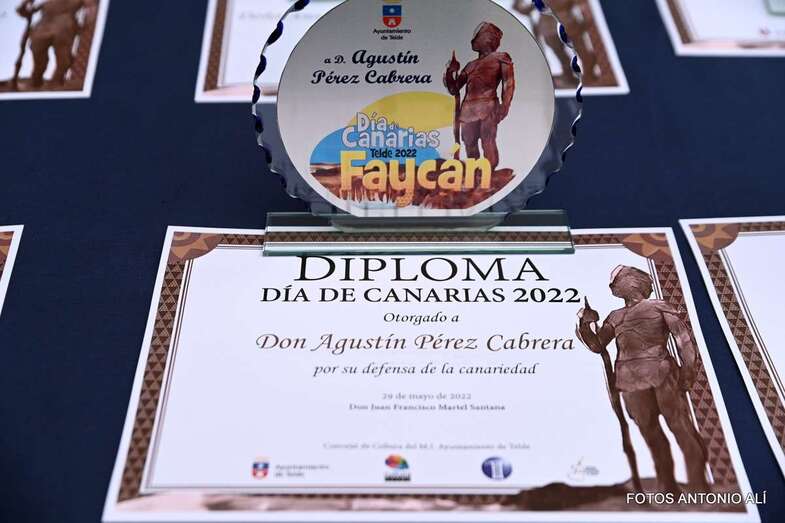 Ayuntamiento
de Telde
a D. Agustín
Pérez Cabrera
Día de
Canarias
Telde 2022
Faycán
DIPLOMA
DÍA DE CANARIAS 2022
Otorgado a
Don Agustín Pérez Cabrera
por su defensa de la canariedad
29 de mayo de 2022
Don Juan Francisco Martel Santana
Concejal de Cultura del M.I. Ayuntamiento de Telde
Ayuntamiento
de Telde
FOTOS ANTONIO ALÍ